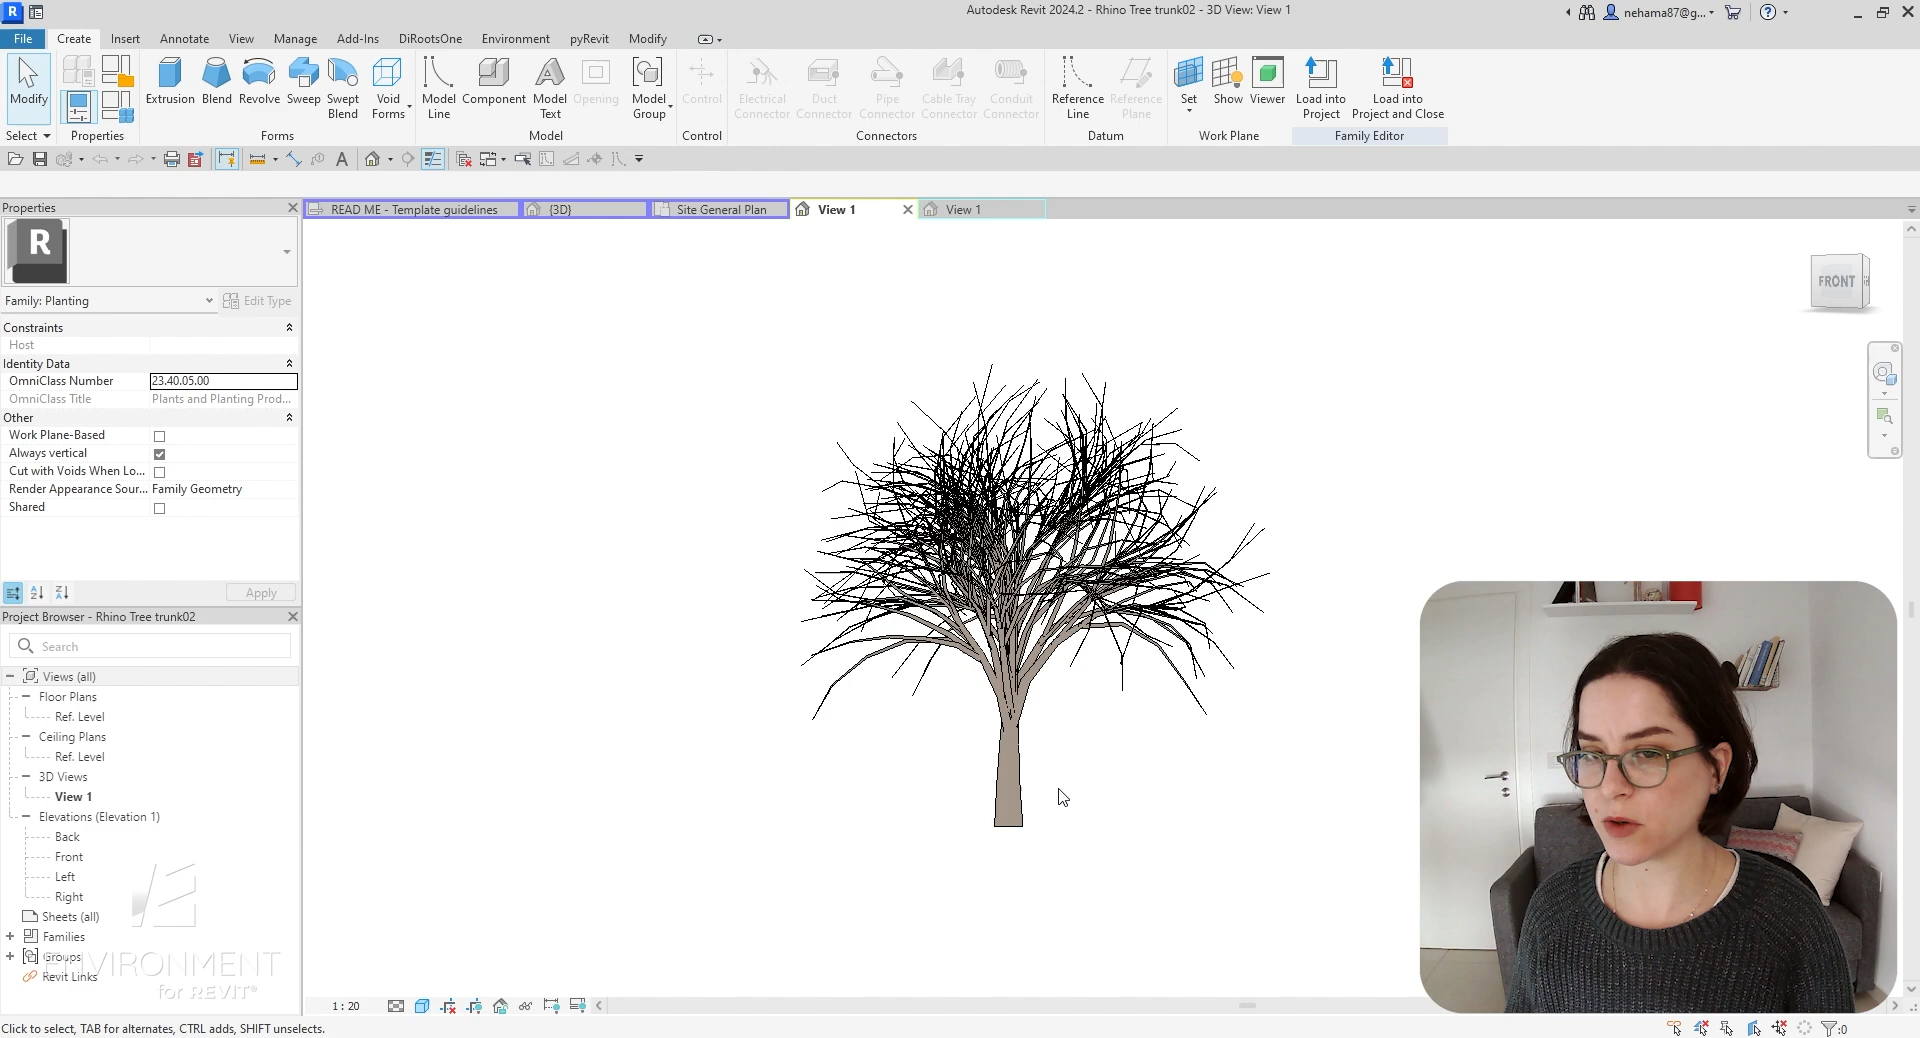 R
Autodesk Revit 2024.2 - Rhino Tree trunk02 - 3D View: View 1
nehama87@g...
File Create Insert Annotate View Manage Add-Ins DiRootsOne Environment pyRevit Modify
Modify
Extrusion Blend Revolve Sweep Swept Blend Void Forms
Model Line Component Model Text Opening Model Group
Control
Electrical Connector Duct Connector Pipe Connector Cable Tray Connector Conduit Connector
Reference Line Reference Plane
Set Show Viewer
Load into Project Load into Project and Close
Select Properties Forms Model Control Connectors Datum Work Plane Family Editor
A
Properties
READ ME - Template guidelines {3D} Site General Plan View 1 View 1
R
Family: Planting Edit Type
Constraints
Host
Identity Data
OmniClass Number 23.40.05.00
OmniClass Title Plants and Planting Prod...
Other
Work Plane-Based
Always vertical
Cut with Voids When Lo...
Render Appearance Sour... Family Geometry
Shared
Apply
FRONT
Project Browser - Rhino Tree trunk02
Search
Views (all)
Floor Plans
Ref. Level
Ceiling Plans
Ref. Level
3D Views
View 1
Elevations (Elevation 1)
Back
Front
Left
Right
Sheets (all)
Families
Groups
Revit Links
ENVIRONMENT
for REVIT®
1 : 20
Click to select, TAB for alternates, CTRL adds, SHIFT unselects.
:0